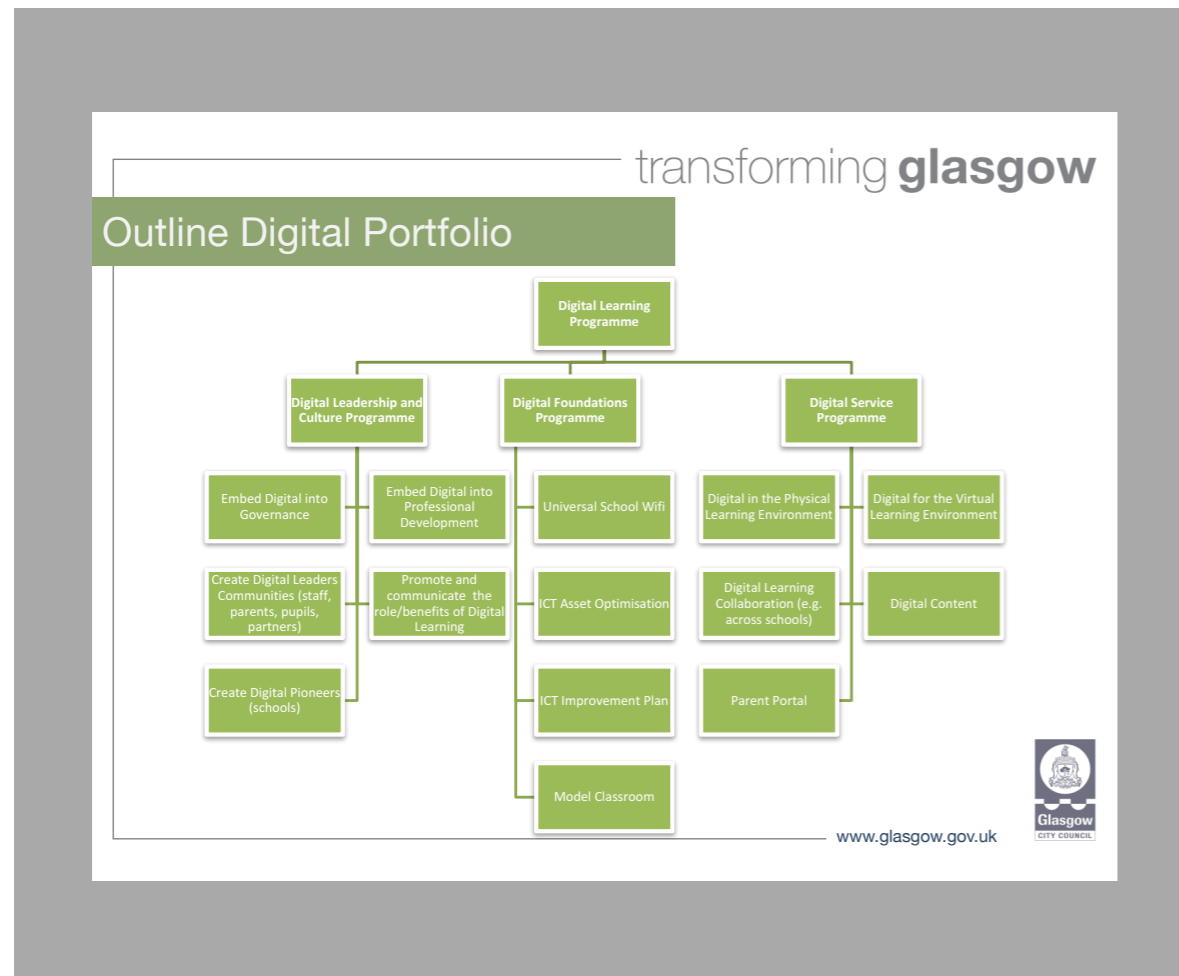 transforming glasgow
Outline Digital Portfolio
Digital Learning
Programme
Digital Leadership and
Culture Programme
Digital Foundations
Programme
Digital Service
Programme
Embed Digital into
Governance
Embed Digital into
Professional
Development
Universal School Wifi
Digital in the Physical
Learning Environment
Digital for the Virtual
Learning Environment
Create Digital Leaders
Communities (staff,
parents, pupils,
partners)
Promote and
communicate the
role/benefits of Digital
Learning
ICT Asset Optimisation
Digital Learning
Collaboration (e.g.
across schools)
Digital Content
Create Digital Pioneers
(schools)
ICT Improvement Plan
Parent Portal
Model Classroom
www.glasgow.gov.uk
Glasgow
CITY COUNCIL